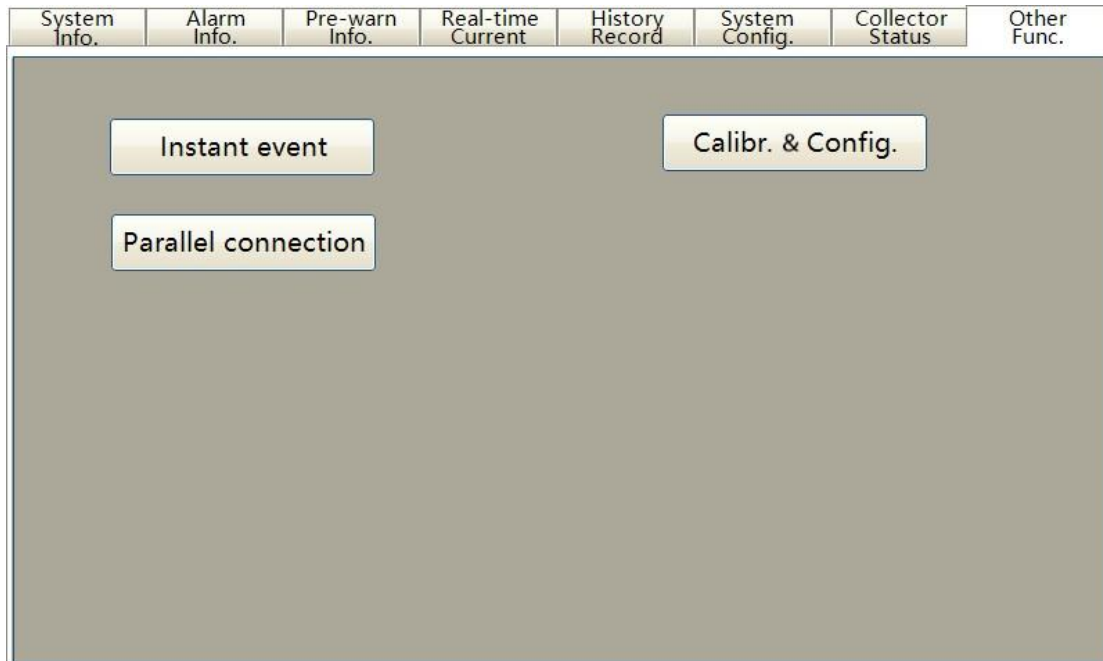 System Info.
Alarm Info.
Pre-warn Info.
Real-time Current
History Record
System Config.
Collector Status
Other Func.
Instant event
Calibr. & Config.
Parallel connection